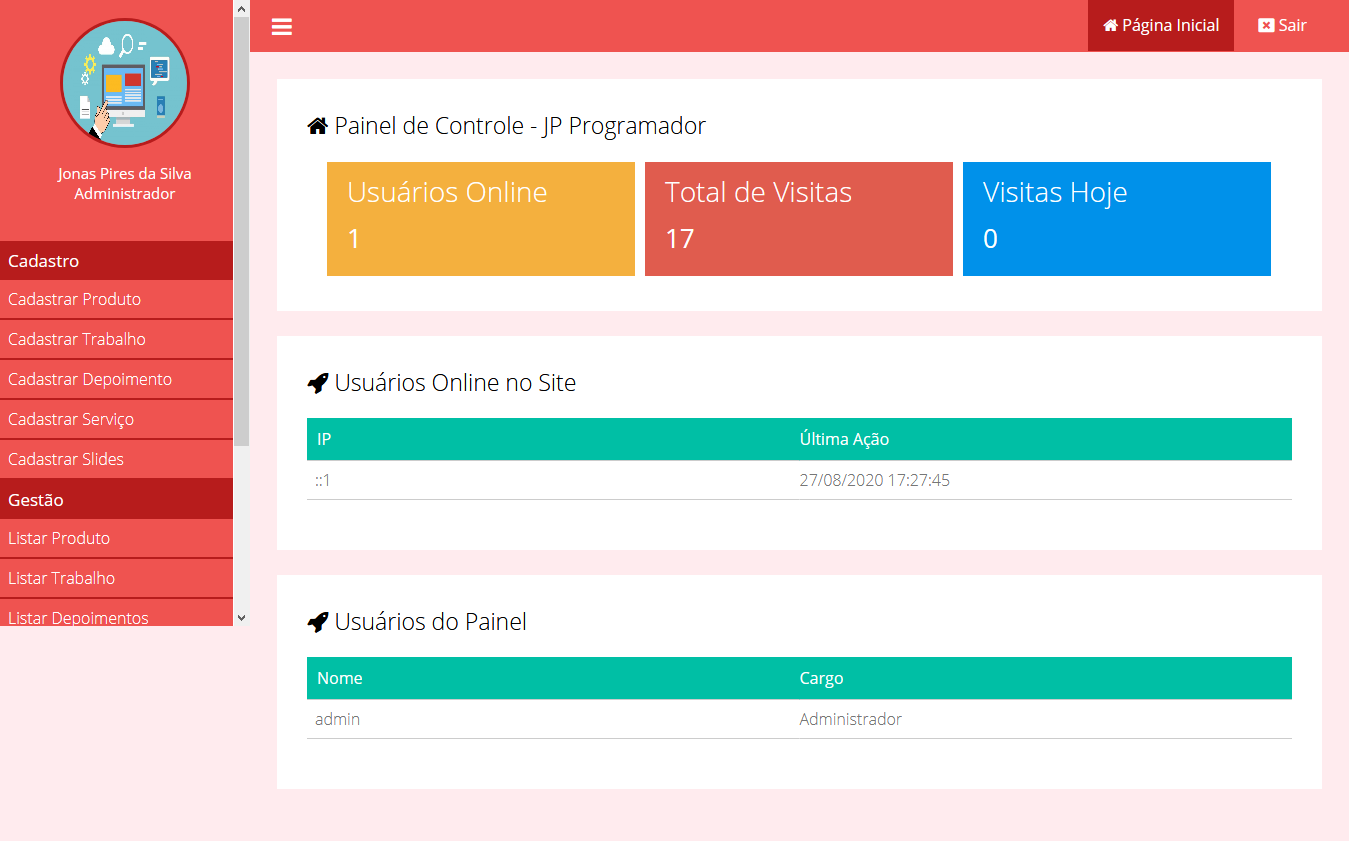 Jonas Pires da Silva
Administrador
Cadastro
Cadastrar Produto
Cadastrar Trabalho
Cadastrar Depoimento
Cadastrar Serviço
Cadastrar Slides
Gestão
Listar Produto
Listar Trabalho
Listar Depoimentos
Página Inicial
Sair
Painel de Controle - JP Programador
Usuários Online
1
Total de Visitas
17
Visitas Hoje
0
Usuários Online no Site
IP Última Ação
::1 27/08/2020 17:27:45
Usuários do Painel
Nome Cargo
admin Administrador